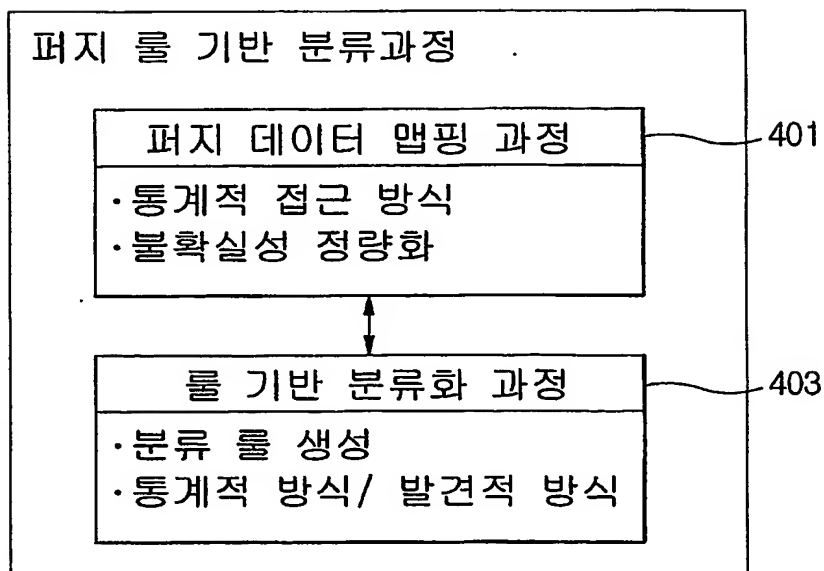 퍼지 룰 기반 분류과정
퍼지 데이터 맵핑 과정
401
·통계적 접근 방식
·불확실성 정량화
룰 기반 분류화 과정
403
·분류 룰 생성
·통계적 방식/ 발견적 방식